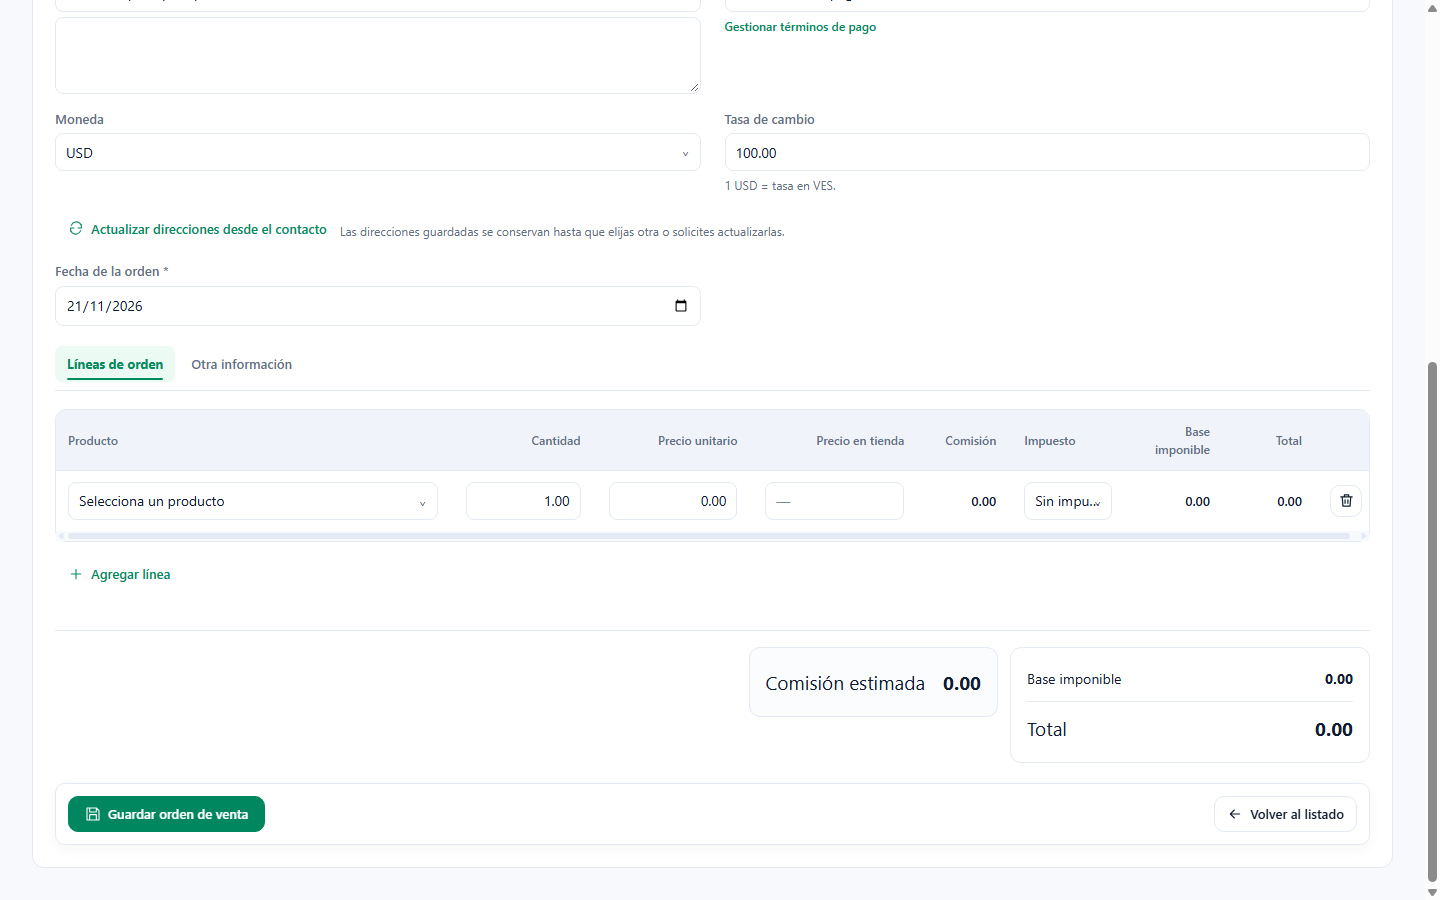 Gestionar términos de pago
Moneda
Tasa de cambio
USD
100.00
1 USD = tasa en VES.
Actualizar direcciones desde el contacto
Las direcciones guardadas se conservan hasta que elijas otra o solicites actualizarlas.
Fecha de la orden *
21/11/2026
Líneas de orden
Otra información
Producto
Cantidad
Precio unitario
Precio en tienda
Comisión
Impuesto
Base
imponible
Total
Selecciona un producto
1.00
0.00
—
0.00
Sin impu...
0.00
0.00
+ Agregar línea
Comisión estimada 0.00
Base imponible 0.00
Total 0.00
Guardar orden de venta
Volver al listado